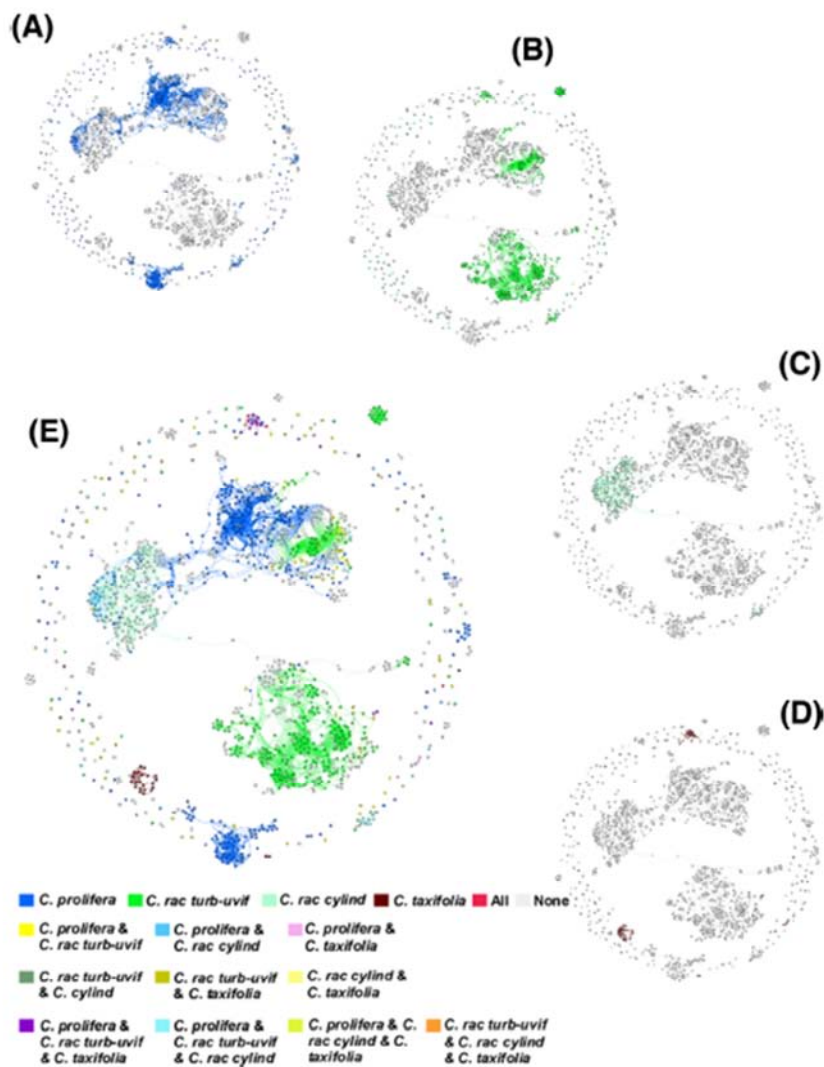 (A)
(B)
(C)
(E)
(D)
C. prolifera C. rac turb-uvif C. rac cylind C. taxifolia All None
C. prolifera & C. rac turb-uvif
C. prolifera & C. rac cylind
C. prolifera & C. taxifolia
C. rac turb-uvif & C. cylind
C. rac turb-uvif & C. taxifolia
C. rac cylind & C. taxifolia
C. prolifera & C. rac turb-uvif & C. taxifolia
C. prolifera & C. rac turb-uvif & C. rac cylind
C. prolifera & C. rac cylind & C. taxifolia
C. rac turb-uvif & C. rac cylind & C. taxifolia